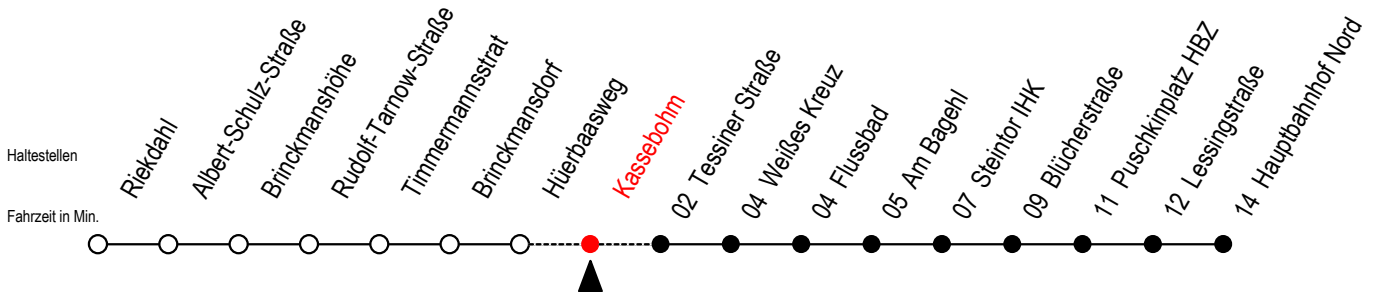 Haltestellen
Fahrzeit in Min.
Riekdahl
Albert-Schulz-Straße
Brinckmanshöhe
Rudolf-Tarnow-Straße
Timmermannsstrat
Brinckmansdorf
Hüerbaasweg
Kassebohm
02 Tessiner Straße
04 Weißes Kreuz
04 Flussbad
05 Am Bagehl
07 Steintor IHK
09 Blücherstraße
11 Puschkinplatz HBZ
12 Lessingstraße
14 Hauptbahnhof Nord